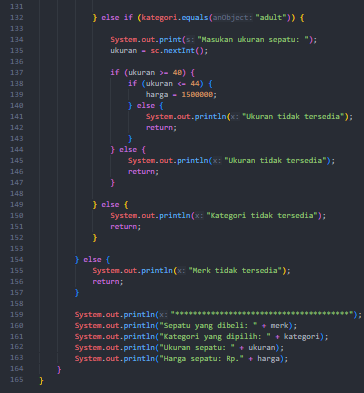 131
132 } else if (kategori.equals(anObject: "adult")) {
133
134 System.out.print(s: "Masukan ukuran sepatu: ");
135 ukuran = sc.nextInt();
136
137 if (ukuran >= 40) {
138 if (ukuran <= 44) {
139 harga = 1500000;
140 } else {
141 System.out.println(x: "Ukuran tidak tersedia");
142 return;
143 }
144 } else {
145 System.out.println(x: "Ukuran tidak tersedia");
146 return;
147 }
148
149 } else {
150 System.out.println(x: "Kategori tidak tersedia");
151 return;
152 }
153
154 } else {
155 System.out.println(x: "Merk tidak tersedia");
156 return;
157 }
158
159 System.out.println(x: "***************************************");
160 System.out.println("Sepatu yang dibeli: " + merk);
161 System.out.println("Kategori yang dipilih: " + kategori);
162 System.out.println("Ukuran sepatu: " + ukuran);
163 System.out.println("Harga sepatu: Rp." + harga);
164 }
165 }